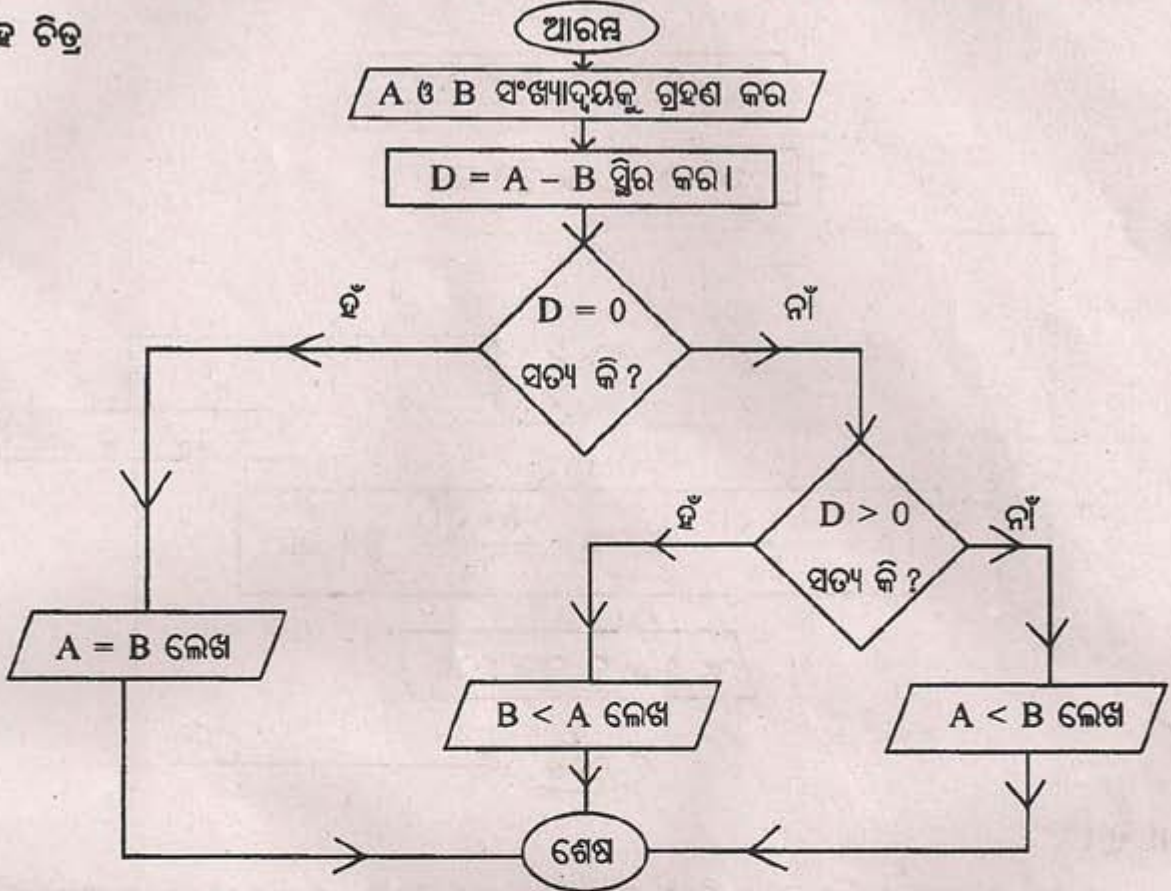 ଚିତ୍ର
ଆରମ୍ଭ
A ଓ B ସଂଖ୍ୟାଦ୍ୱୟକୁ ଗ୍ରହଣ କର
D = A – B ସ୍ଥିର କର।
D = 0
ସତ୍ୟ କି ?
ହଁ
ନାଁ
D > 0
ସତ୍ୟ କି ?
ହଁ
ନାଁ
A = B ଲେଖ
B < A ଲେଖ
A < B ଲେଖ
ଶେଷ